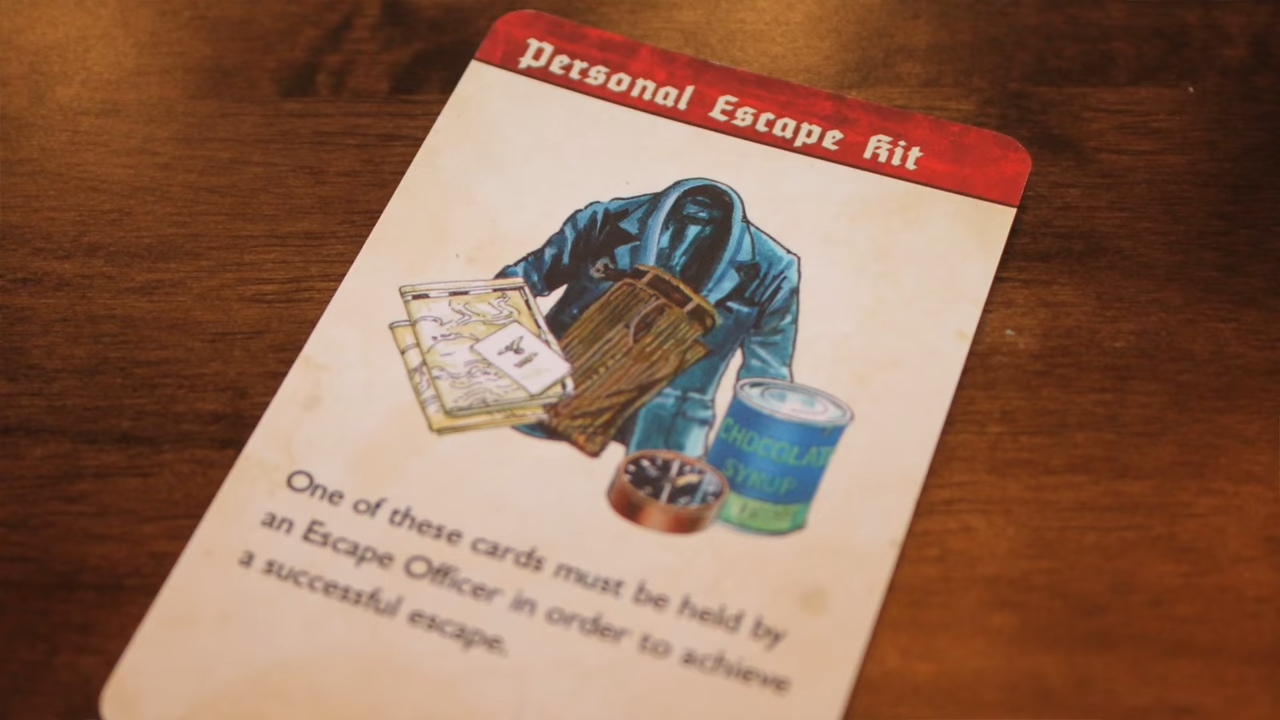 Personal Escape Kit
CHOCOLATE
SYRUP
One of these cards must be held by
an Escape Officer in order to achieve
a successful escape.